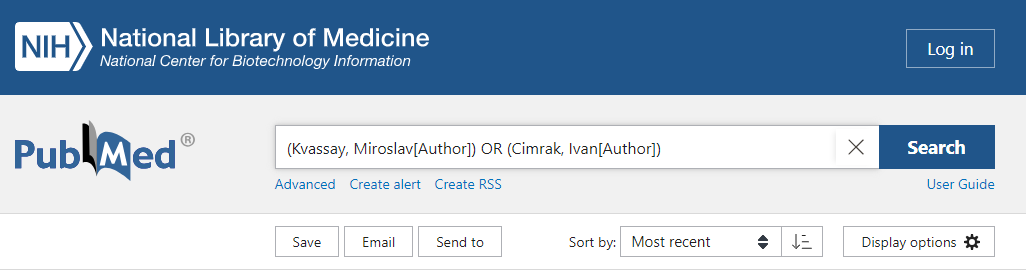 NIH National Library of Medicine
National Center for Biotechnology Information
Log in
PubMed®
(Kvassay, Miroslav[Author]) OR (Cimrak, Ivan[Author])
Search
Advanced Create alert Create RSS
User Guide
Save Email Send to
Sort by: Most recent
Display options